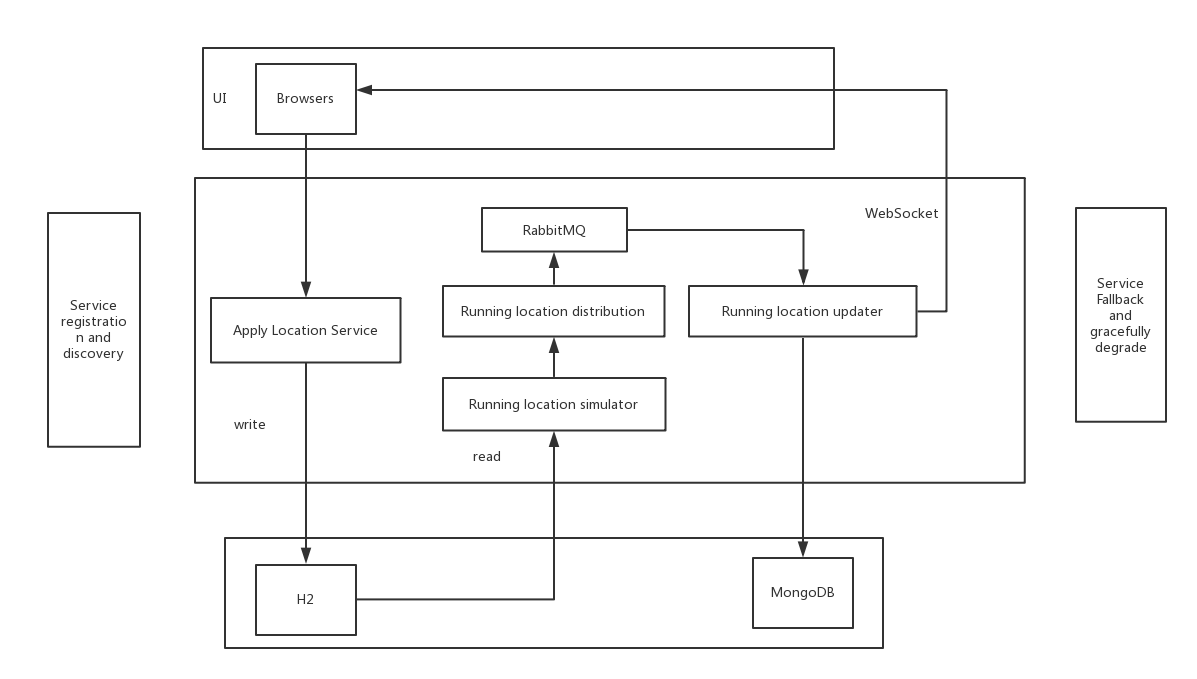 UI
Browsers
WebSocket
RabbitMQ
Service
registratio
n and
discovery
Service
Fallback
and
gracefully
degrade
Apply Location Service
Running location distribution
Running location updater
Running location simulator
write
read
H2
MongoDB